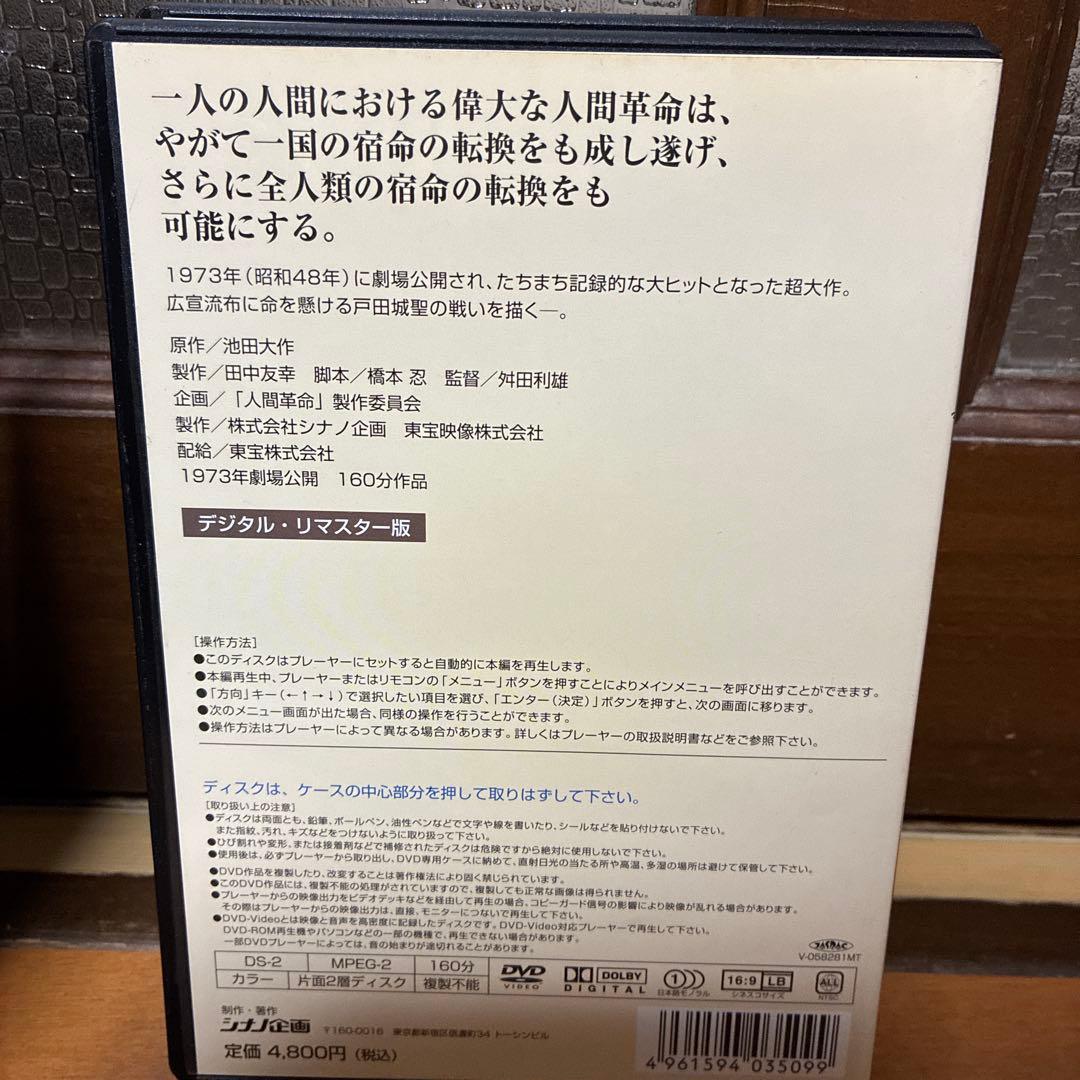 一人の人間における偉大な人間革命は、
やがて一国の宿命の転換をも成し遂げ、
さらに全人類の宿命の転換をも
可能にする。
1973年（昭和48年）に劇場公開され、たちまち記録的な大ヒットとなった超大作。
広宣流布に命を懸ける戸田城聖の戦いを描く―。
原作／池田大作
製作／田中友幸　脚本／橋本 忍　監督／舛田利雄
企画／「人間革命」製作委員会
製作／株式会社シナノ企画　東宝映像株式会社
配給／東宝株式会社
1973年劇場公開　160分作品
デジタル・リマスター版
［操作方法］
●このディスクはプレーヤーにセットすると自動的に本編を再生します。
●本編再生中、プレーヤーまたはリモコンの「メニュー」ボタンを押すことによりメインメニューを呼び出すことができます。
●「方向」キー（←↑→↓）で選択したい項目を選び、「エンター（決定）」ボタンを押すと、次の画面に移ります。
●次のメニュー画面が出た場合、同様の操作を行うことができます。
●操作方法はプレーヤーによって異なる場合があります。詳しくはプレーヤーの取扱説明書などをご参照下さい。
ディスクは、ケースの中心部分を押して取りはずして下さい。
［取り扱い上の注意］
●ディスクは両面とも、鉛筆、ボールペン、油性ペンなどで文字や線を書いたり、シールなどを貼り付けないで下さい。
また指紋、汚れ、キズなどをつけないように取り扱って下さい。
●ひび割れや変形、または接着剤などで補修されたディスクは危険ですから絶対に使用しないで下さい。
●使用後は、必ずプレーヤーから取り出し、DVD専用ケースに納めて、直射日光の当たる所や高温、多湿の場所は避けて保管して下さい。
●DVD作品を複製したり、改変することは著作権法により固く禁じられています。
●このDVD作品には、複製不能の処理がされていますので、複製しても正常な画像は得られません。
●プレーヤーからの映像出力をビデオデッキなどを経由して再生の場合、コピーガード信号の影響により映像が乱れる場合があります。
その際はプレーヤーからの映像出力は、直接、モニターにつないで再生して下さい。
●DVD-Videoとは映像と音声を高密度に記録したディスクです。DVD-Video対応プレーヤーで再生して下さい。
DVD-ROM再生機やパソコンなどの一部の機種で、再生できない場合があります。
一部DVDプレーヤーによっては、音の始まりが途切れることがあります。
JASRAC
V-058281MT
DS-2　MPEG-2　160分
カラー　片面2層ディスク　複製不能
DVD VIDEO
DOLBY DIGITAL
1 日本語モノラル
16:9 LB シネスコサイズ
ALL NTSC
制作・著作
シナノ企画　〒160-0016　東京都新宿区信濃町34 トーシンビル
定価 4,800円（税込）
4 961594 035099